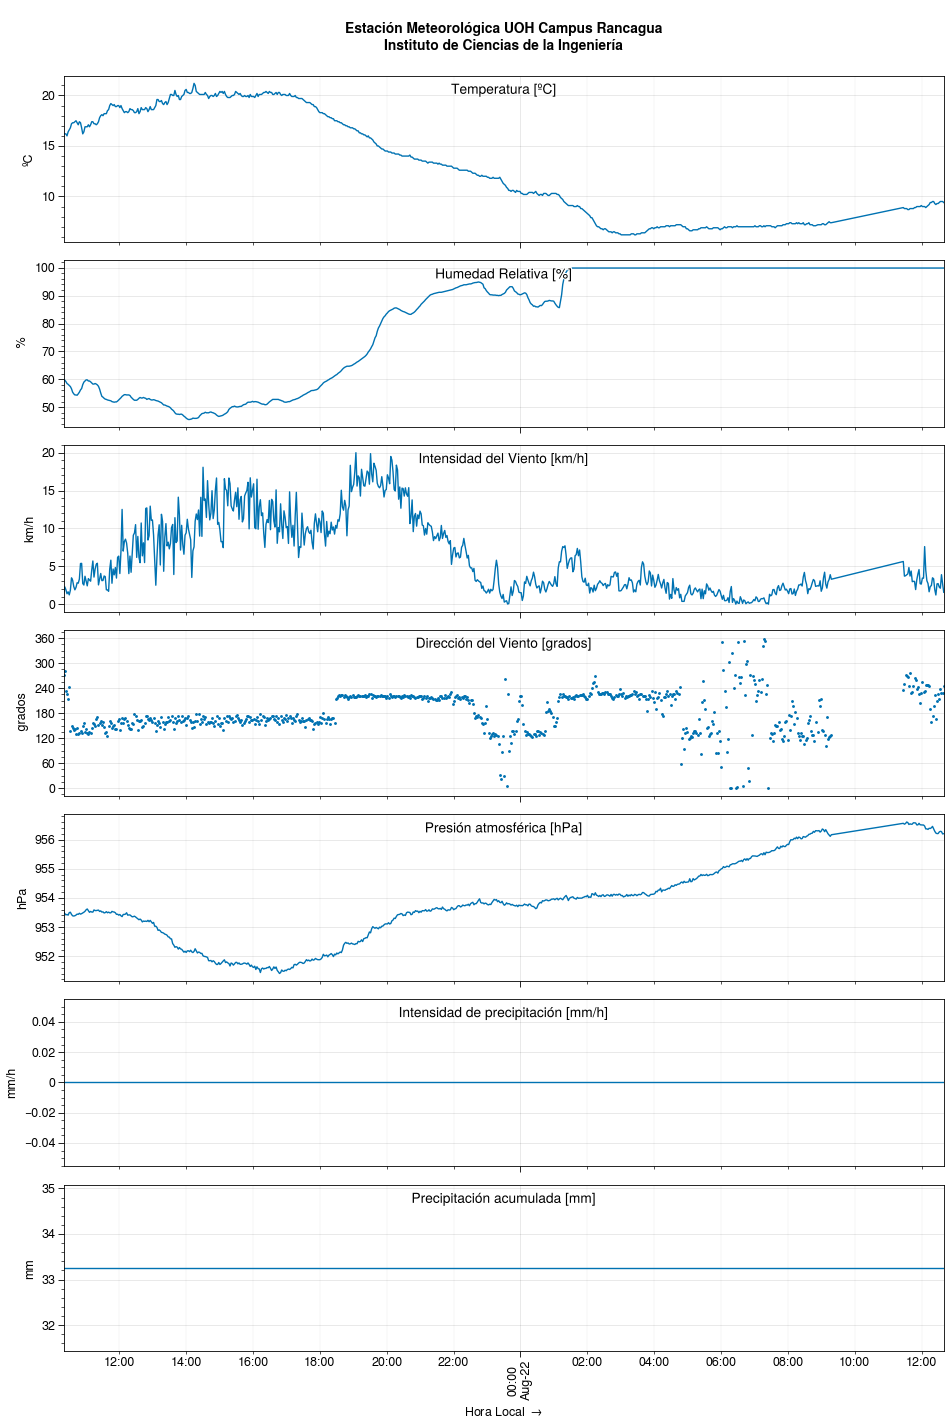 Estación Meteorológica UOH Campus Rancagua
Instituto de Ciencias de la Ingeniería
Temperatura [ºC]
20
15
10
ºC
Humedad Relativa [%]
100
90
80
70
60
50
%
Intensidad del Viento [km/h]
20
15
10
5
0
km/h
Dirección del Viento [grados]
360
300
240
180
120
60
0
grados
Presión atmosférica [hPa]
956
955
954
953
952
hPa
Intensidad de precipitación [mm/h]
0.04
0.02
0
−0.02
−0.04
mm/h
Precipitación acumulada [mm]
35
34
33
32
mm
12:00 14:00 16:00 18:00 20:00 22:00 00:00 02:00 04:00 06:00 08:00 10:00 12:00
Aug-22
Hora Local →